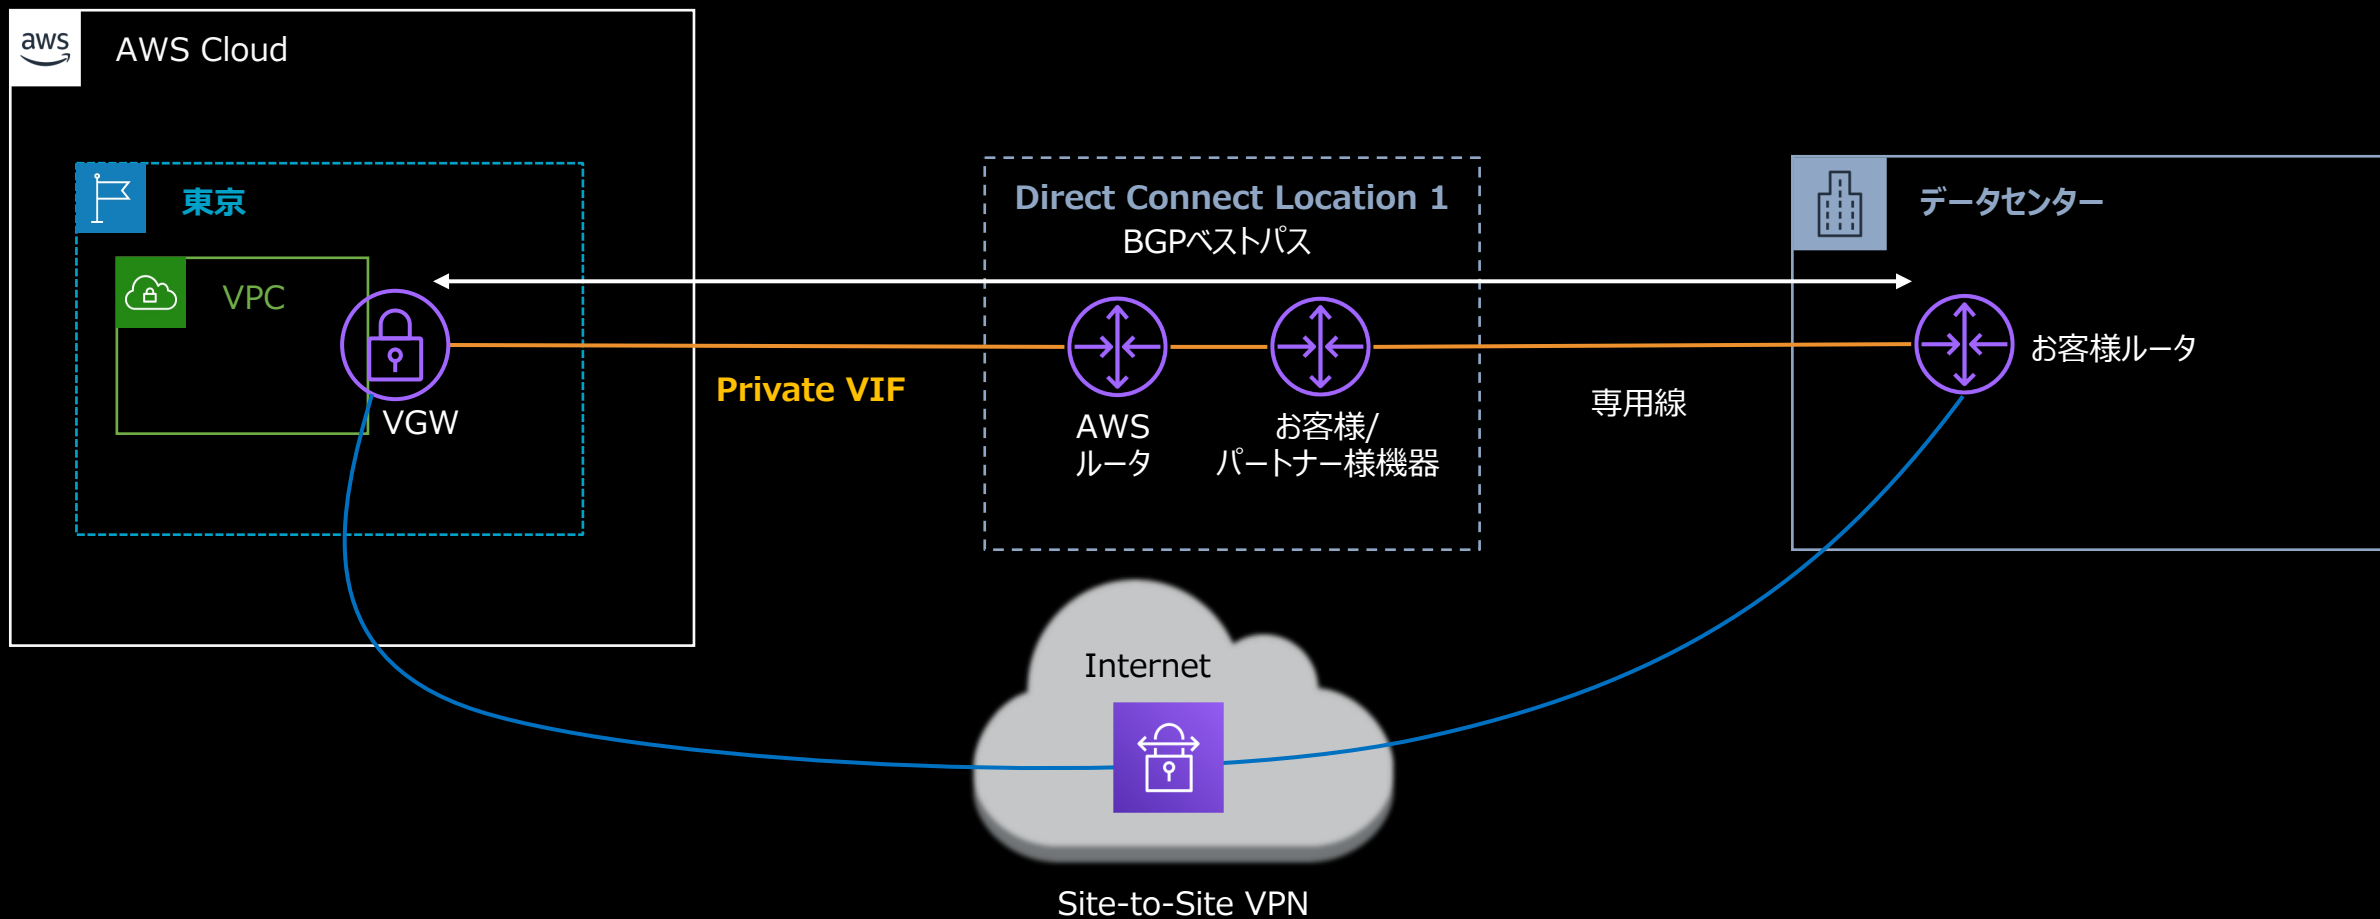 aws
AWS Cloud
東京
VPC
VGW
Private VIF
Direct Connect Location 1
BGPベストパス
AWS
ルータ
お客様/
パートナー様機器
専用線
データセンター
お客様ルータ
Internet
Site-to-Site VPN